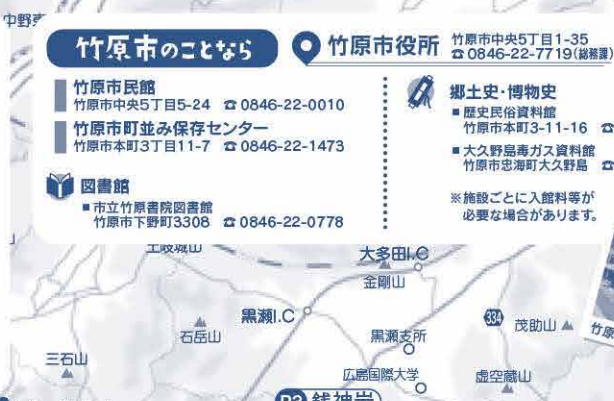 竹原市のことなら
竹原市役所
竹原市中央5丁目1-35
☎0846-22-7719(総務課)
竹原市民館
竹原市中央5丁目5-24 ☎0846-22-0010
竹原市町並み保存センター
竹原市本町3丁目11-7 ☎0846-22-1473
図書館
■市立竹原書院図書館
竹原市下野町3308 ☎0846-22-0778
郷土史・博物史
■歴史民俗資料館
竹原市本町3-11-16 ☎
■大久野島毒ガス資料館
竹原市忠海町大久野島 ☎
※施設ごとに入館料等が
必要な場合があります。
中野東
土岐城山
大多田I.C
金剛山
黒瀬I.C
石岳山
黒瀬支所
334
茂助山
竹原
三石山
広島国際大学
虚空蔵山
銭神岩